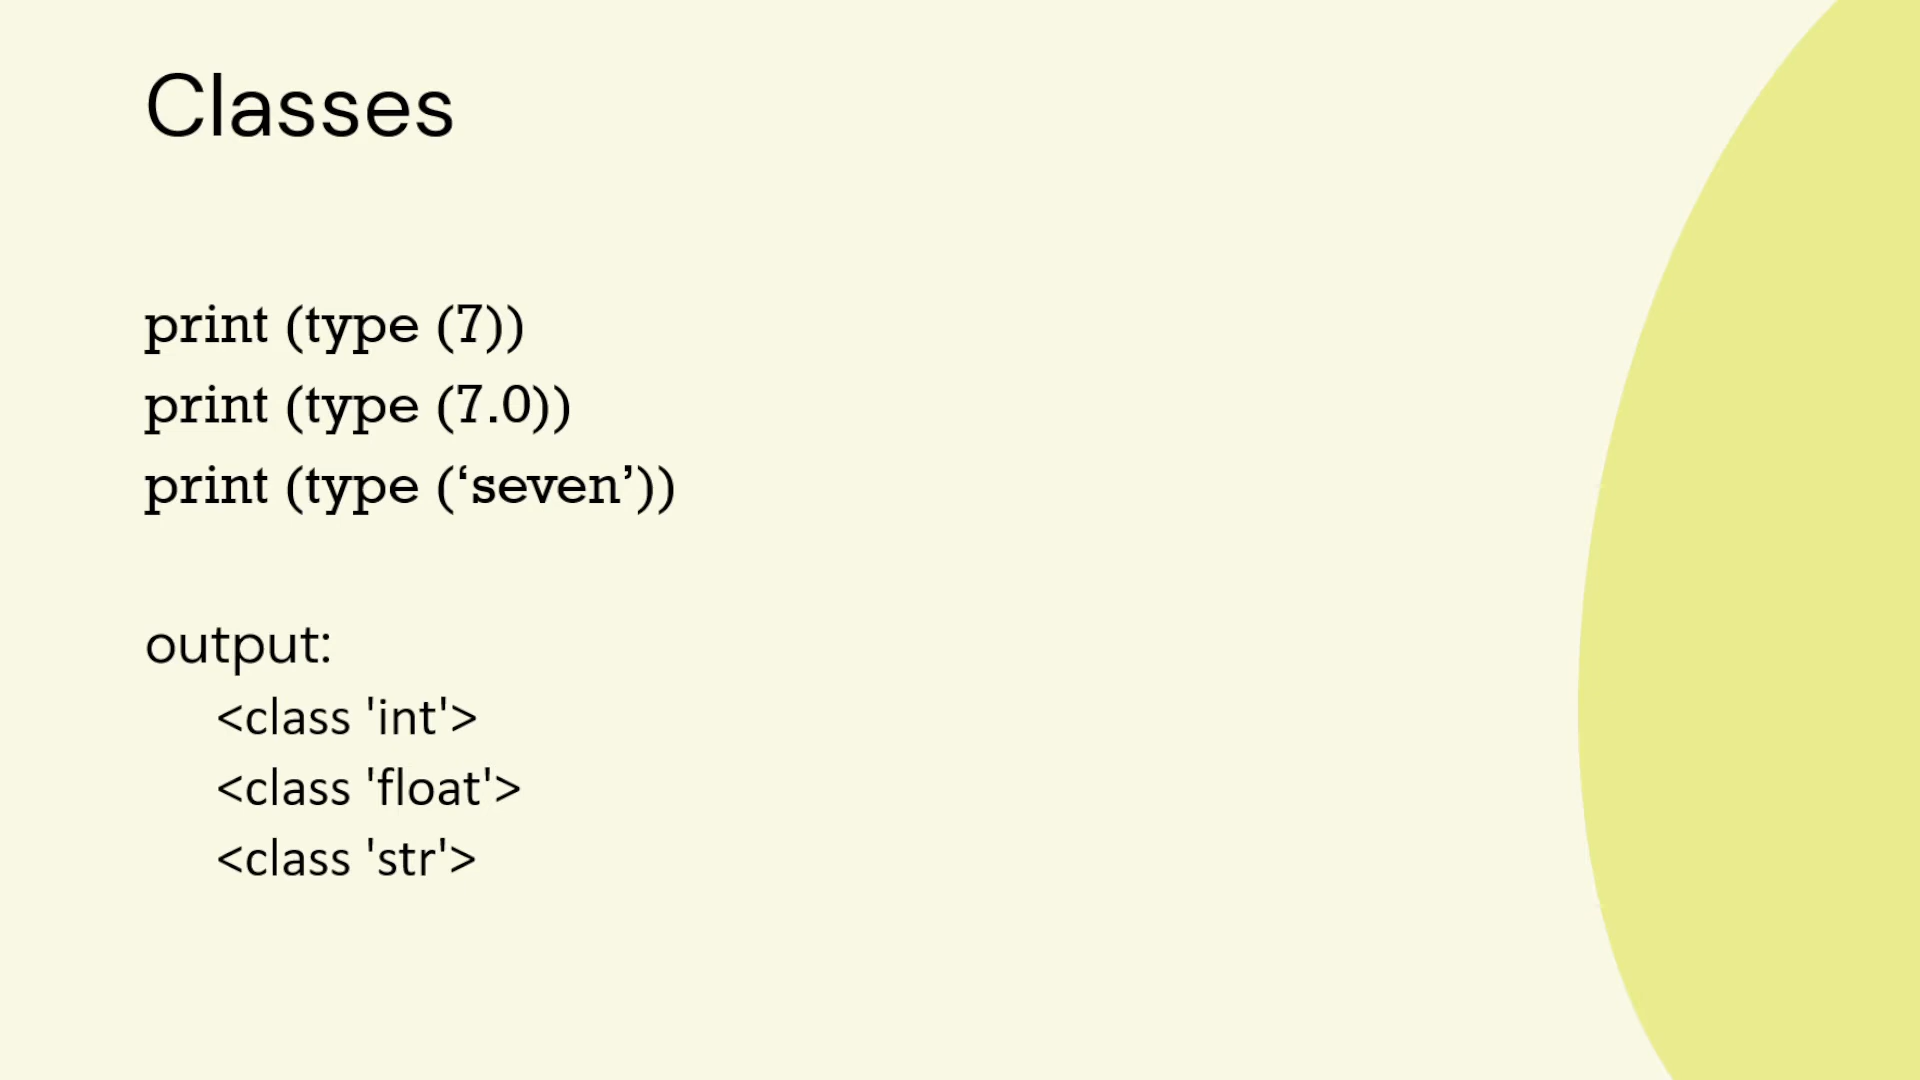 Classes
print (type (7))
print (type (7.0))
print (type (‘seven’))
output:
<class 'int'>
<class 'float'>
<class 'str'>